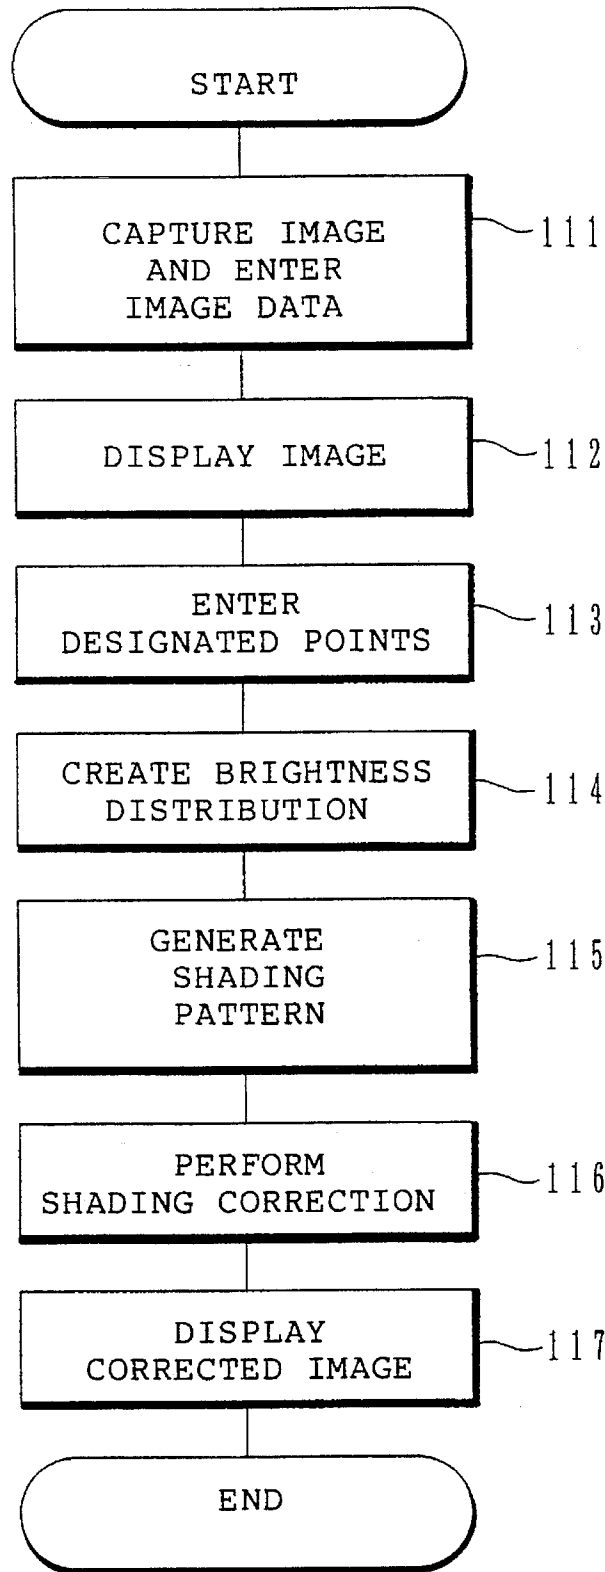 START
CAPTURE IMAGE
AND ENTER
IMAGE DATA
111
DISPLAY IMAGE
112
ENTER
DESIGNATED POINTS
113
CREATE BRIGHTNESS
DISTRIBUTION
114
GENERATE
SHADING
PATTERN
115
PERFORM
SHADING CORRECTION
116
DISPLAY
CORRECTED IMAGE
117
END